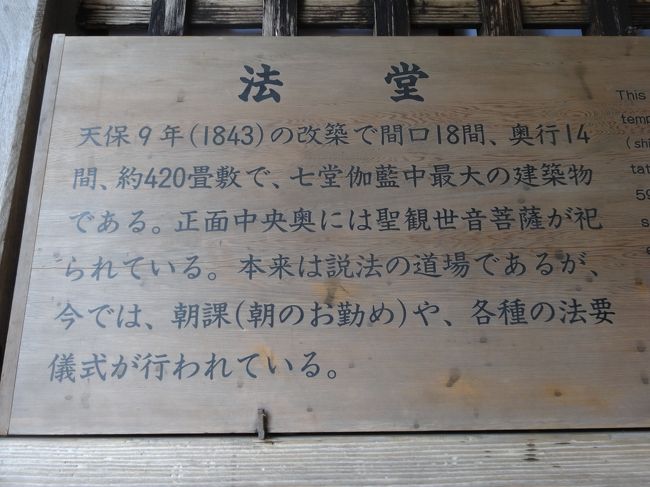 法堂
天保9年(1843)の改築で間口18間、奥行14
間、約420畳敷で、七堂伽藍中最大の建築物
である。正面中央奥には聖観世音菩薩が祀
られている。本来は説法の道場であるが、
今では、朝課(朝のお勤め)や、各種の法要
儀式が行われている。
This
temp
(shi
tat
59
s